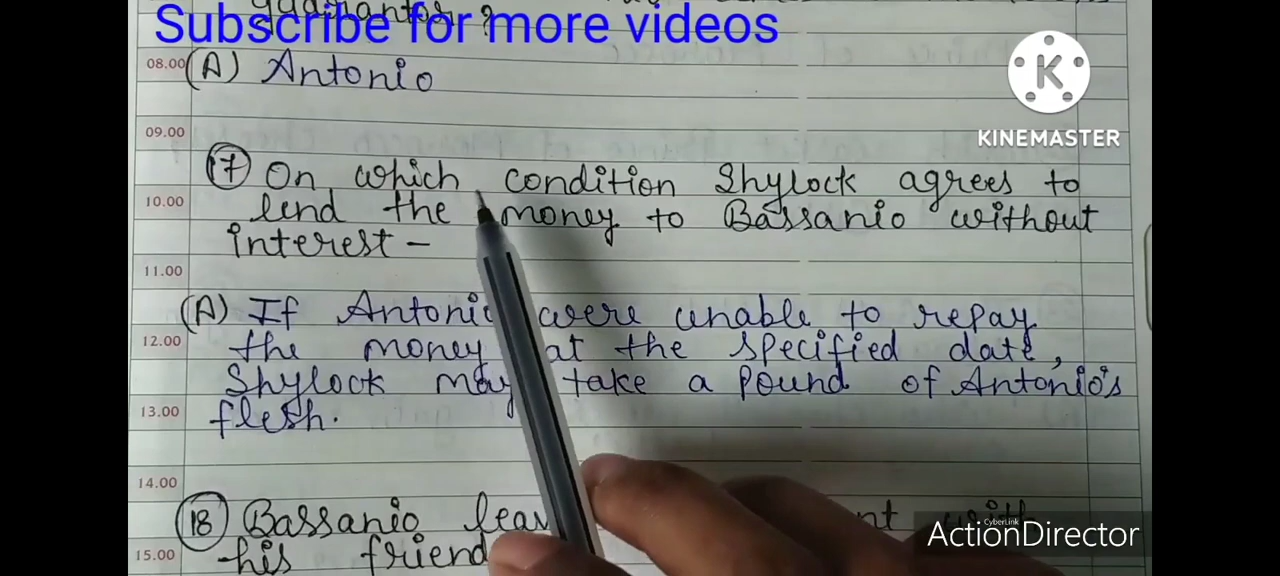 guarantor ?
Subscribe for more videos
08.00 (A) Antonio
KINEMASTER
09.00
(17) On which condition Shylock agrees to
10.00 lend the money to Bassanio without
interest -
11.00
(A) If Antonio were unable to repay
12.00 the money at the specified date,
Shylock may take a pound of Antonio's
13.00 flesh.
14.00
(18) Bassanio
15.00 his friend
CyberLink
ActionDirector